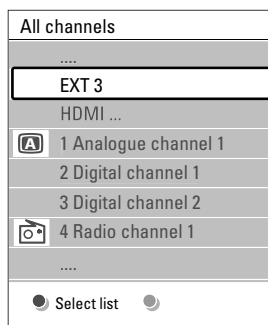 All channels
....
EXT 3
HDMI ...
A 1 Analogue channel 1
2 Digital channel 1
3 Digital channel 2
4 Radio channel 1
....
Select list